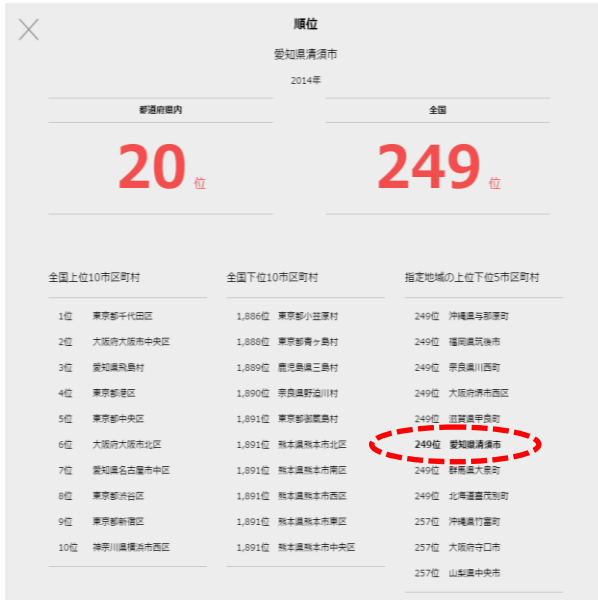 順位
愛知県清須市
2014年
都道府県内
全国
20 位
249 位
全国上位10市区町村
1位 東京都千代田区
2位 大阪府大阪市中央区
3位 愛知県飛島村
4位 東京都港区
5位 東京都中央区
6位 大阪府大阪市北区
7位 愛知県名古屋市中区
8位 東京都渋谷区
9位 東京都新宿区
10位 神奈川県横浜市西区
全国下位10市区町村
1,886位 東京都小笠原村
1,888位 東京都青ヶ島村
1,889位 鹿児島県三島村
1,890位 奈良県野迫川村
1,891位 東京都御蔵島村
1,891位 熊本県熊本市北区
1,891位 熊本県熊本市南区
1,891位 熊本県熊本市西区
1,891位 熊本県熊本市東区
1,891位 熊本県熊本市中央区
指定地域の上位下位5市区町村
249位 沖縄県与那原町
249位 福岡県筑後市
249位 奈良県川西町
249位 大阪府堺市西区
249位 滋賀県甲良町
249位 愛知県清須市
249位 群馬県大泉町
249位 北海道喜茂別町
257位 沖縄県竹富町
257位 大阪府守口市
257位 山梨県中央市